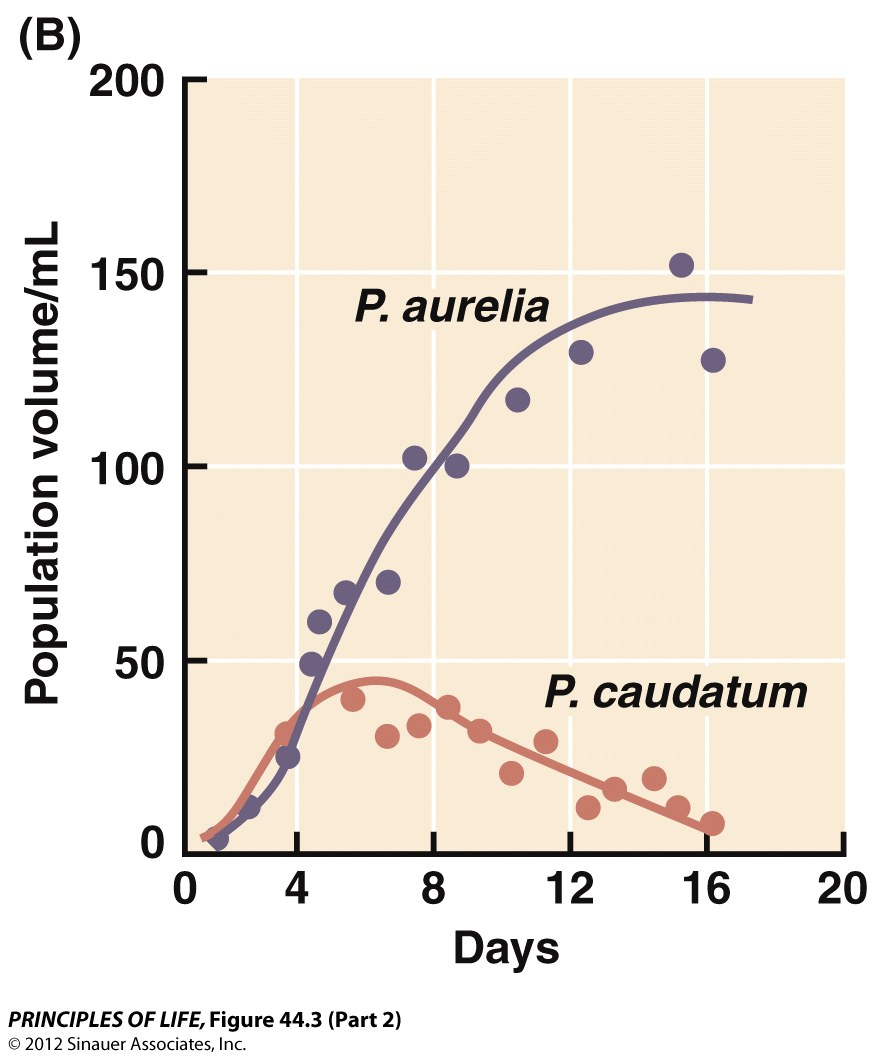 (B)
200
150
100
50
0
Population volume/mL
P. aurelia
P. caudatum
0 4 8 12 16 20
Days
PRINCIPLES OF LIFE, Figure 44.3 (Part 2)
© 2012 Sinauer Associates, Inc.